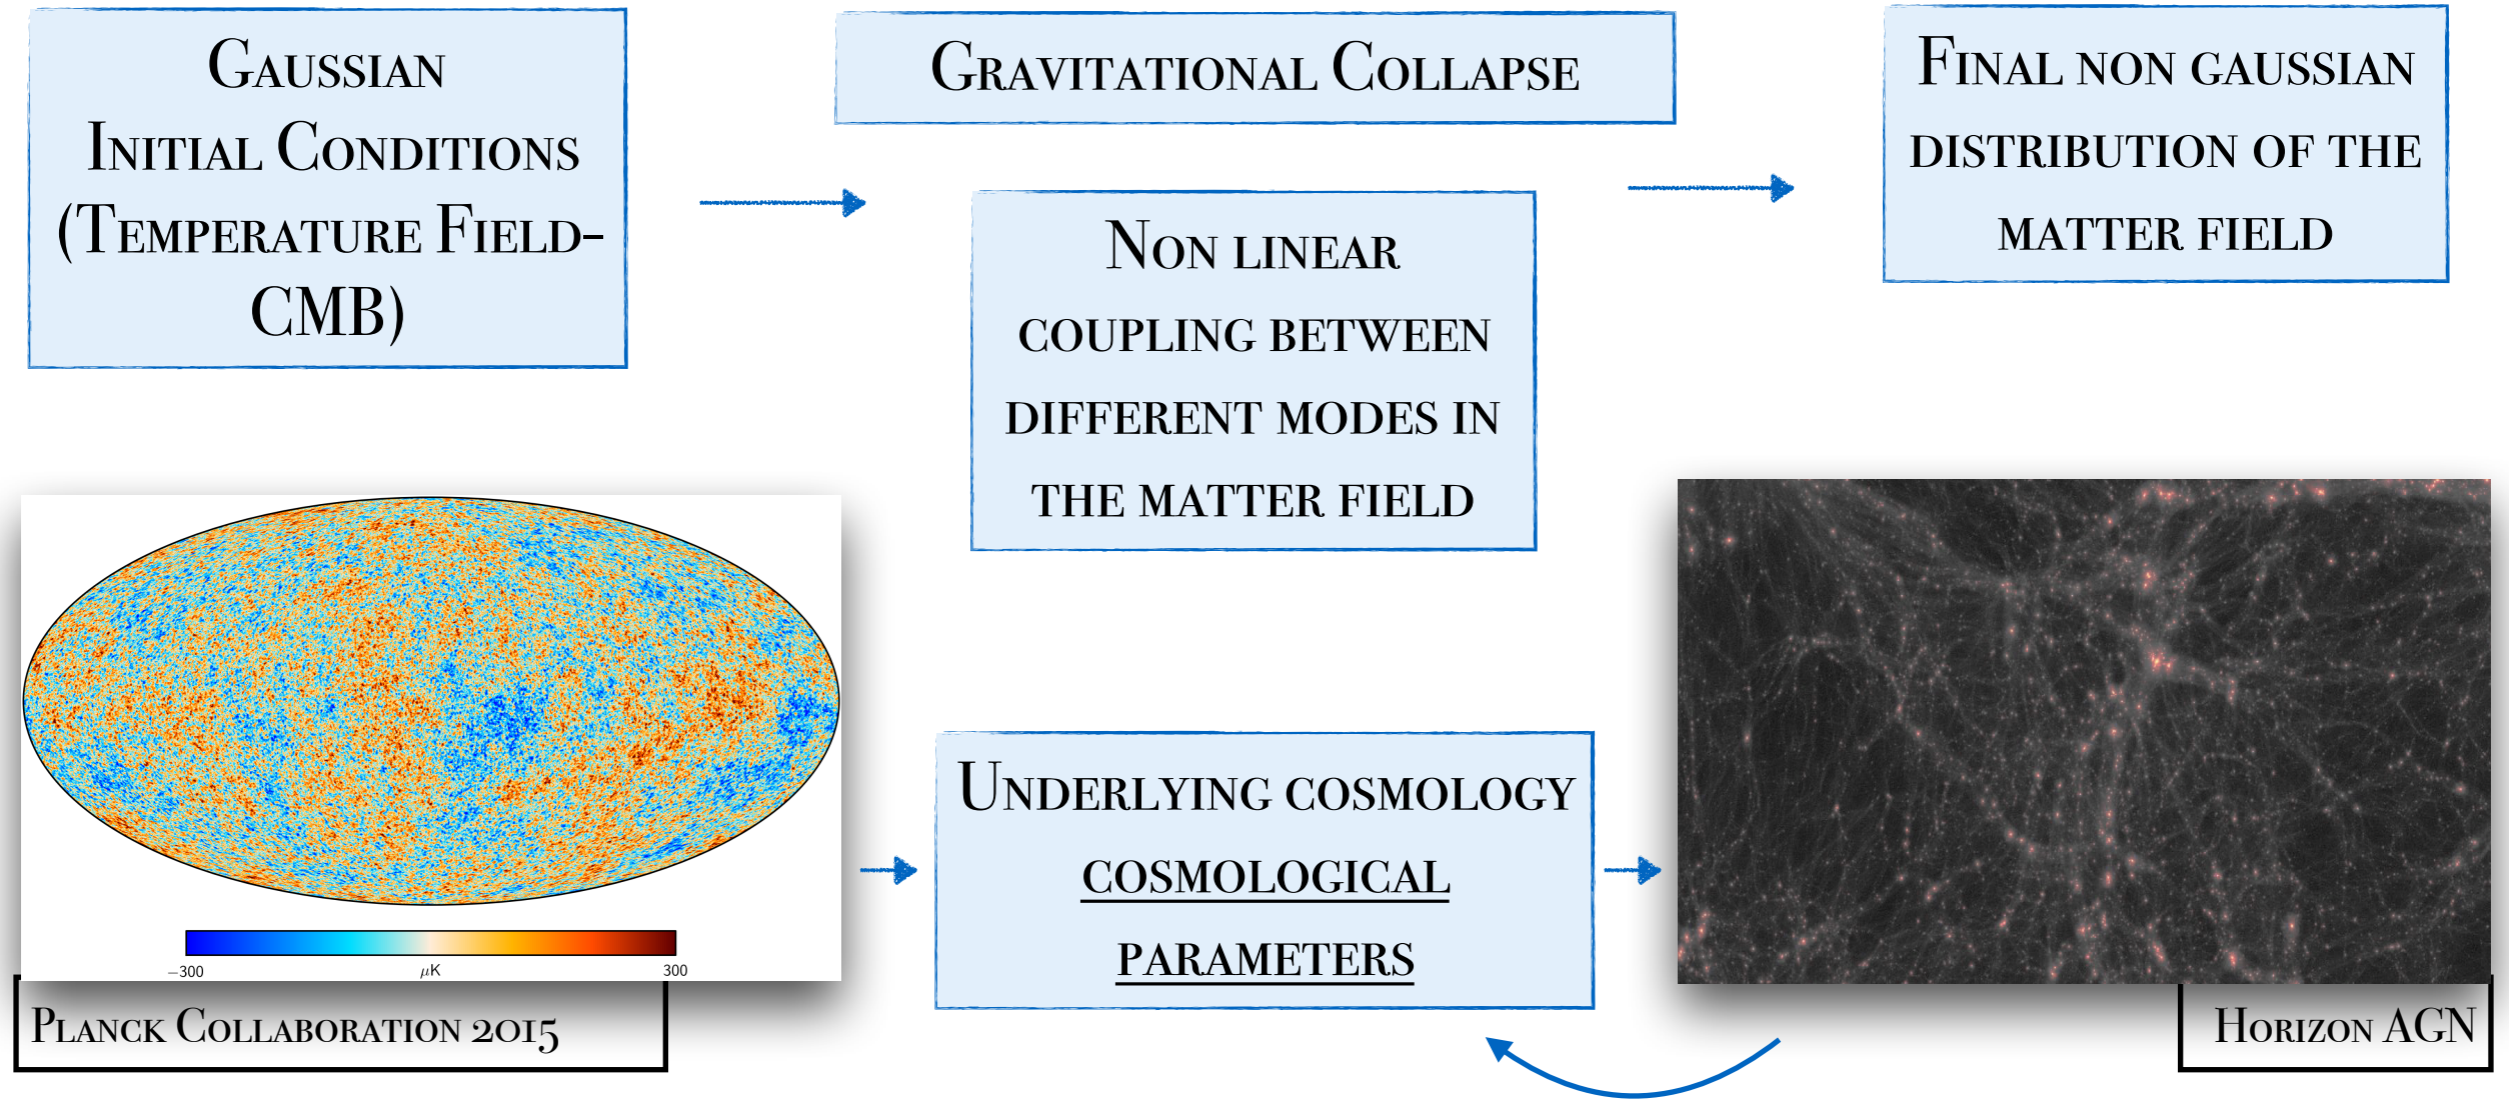 Gaussian
Initial Conditions
(Temperature Field-
CMB)
Gravitational Collapse
Non linear
coupling between
different modes in
the matter field
Final non gaussian
distribution of the
matter field
−300
μK
300
Planck Collaboration 2015
Underlying cosmology
cosmological
parameters
Horizon AGN